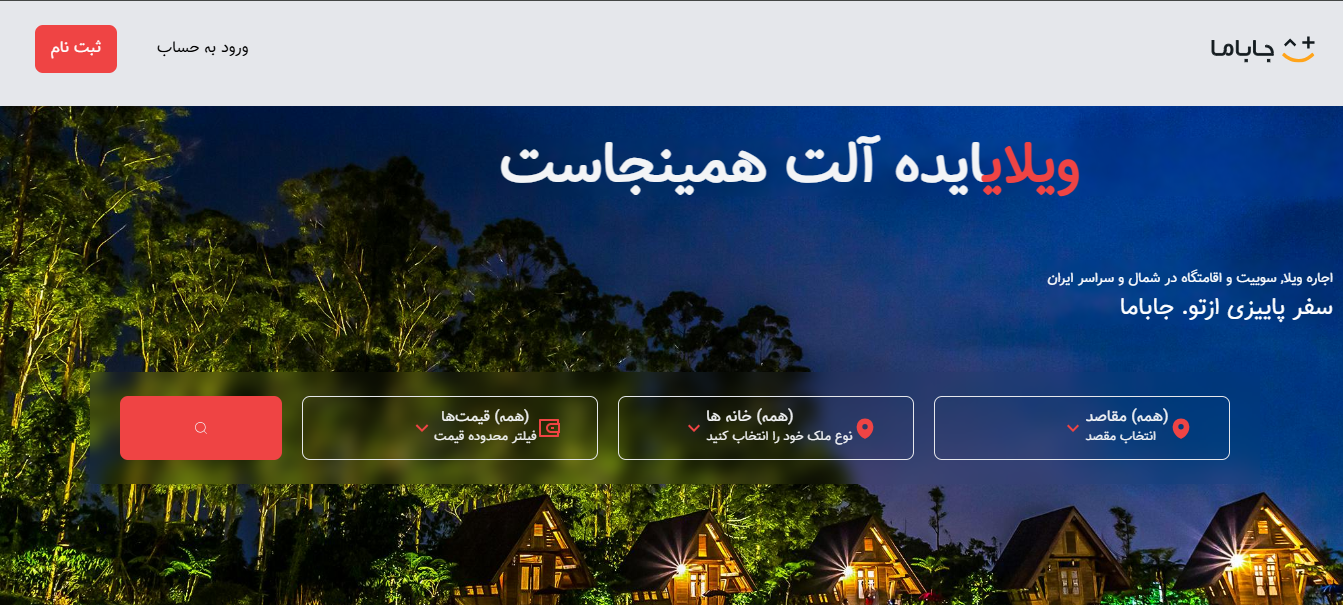 جاباما
ورود به حساب
ثبت نام
ویلای ایده آلت همینجاست
اجاره ویلا, سوییت و اقامتگاه در شمال و سراسر ایران
سفر پاییزی ازتو. جاباما
(همه) مقاصد
انتخاب مقصد
(همه) خانه ها
نوع ملک خود را انتخاب کنید
(همه) قیمت‌ها
فیلتر محدوده قیمت